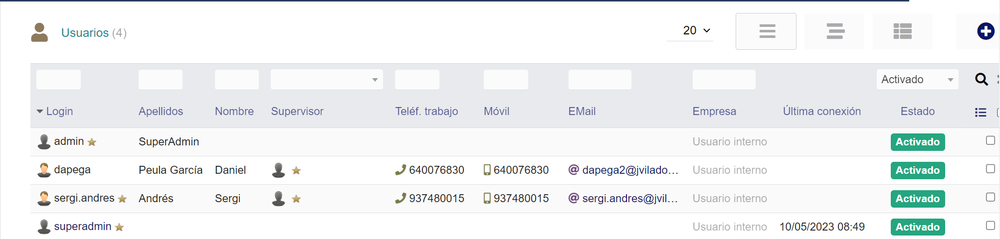 Usuarios (4) 20
Activado
Login Apellidos Nombre Supervisor Teléf. trabajo Móvil EMail Empresa Última conexión Estado
admin SuperAdmin Usuario interno Activado
dapega Peula García Daniel 640076830 640076830 @ dapega2@jvilado... Usuario interno Activado
sergi.andres Andrés Sergi 937480015 937480015 @ sergi.andres@jvil... Usuario interno Activado
superadmin Usuario interno 10/05/2023 08:49 Activado